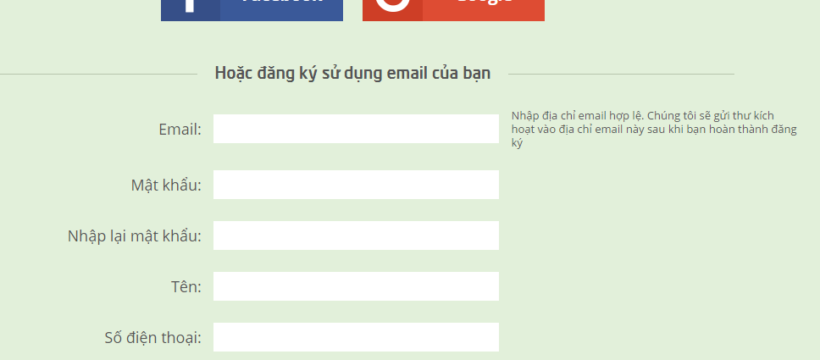 Hoặc đăng ký sử dụng email của bạn
Email:
Nhập địa chỉ email hợp lệ. Chúng tôi sẽ gửi thư kích
hoạt vào địa chỉ email này sau khi bạn hoàn thành đăng
ký
Mật khẩu:
Nhập lại mật khẩu:
Tên:
Số điện thoại: